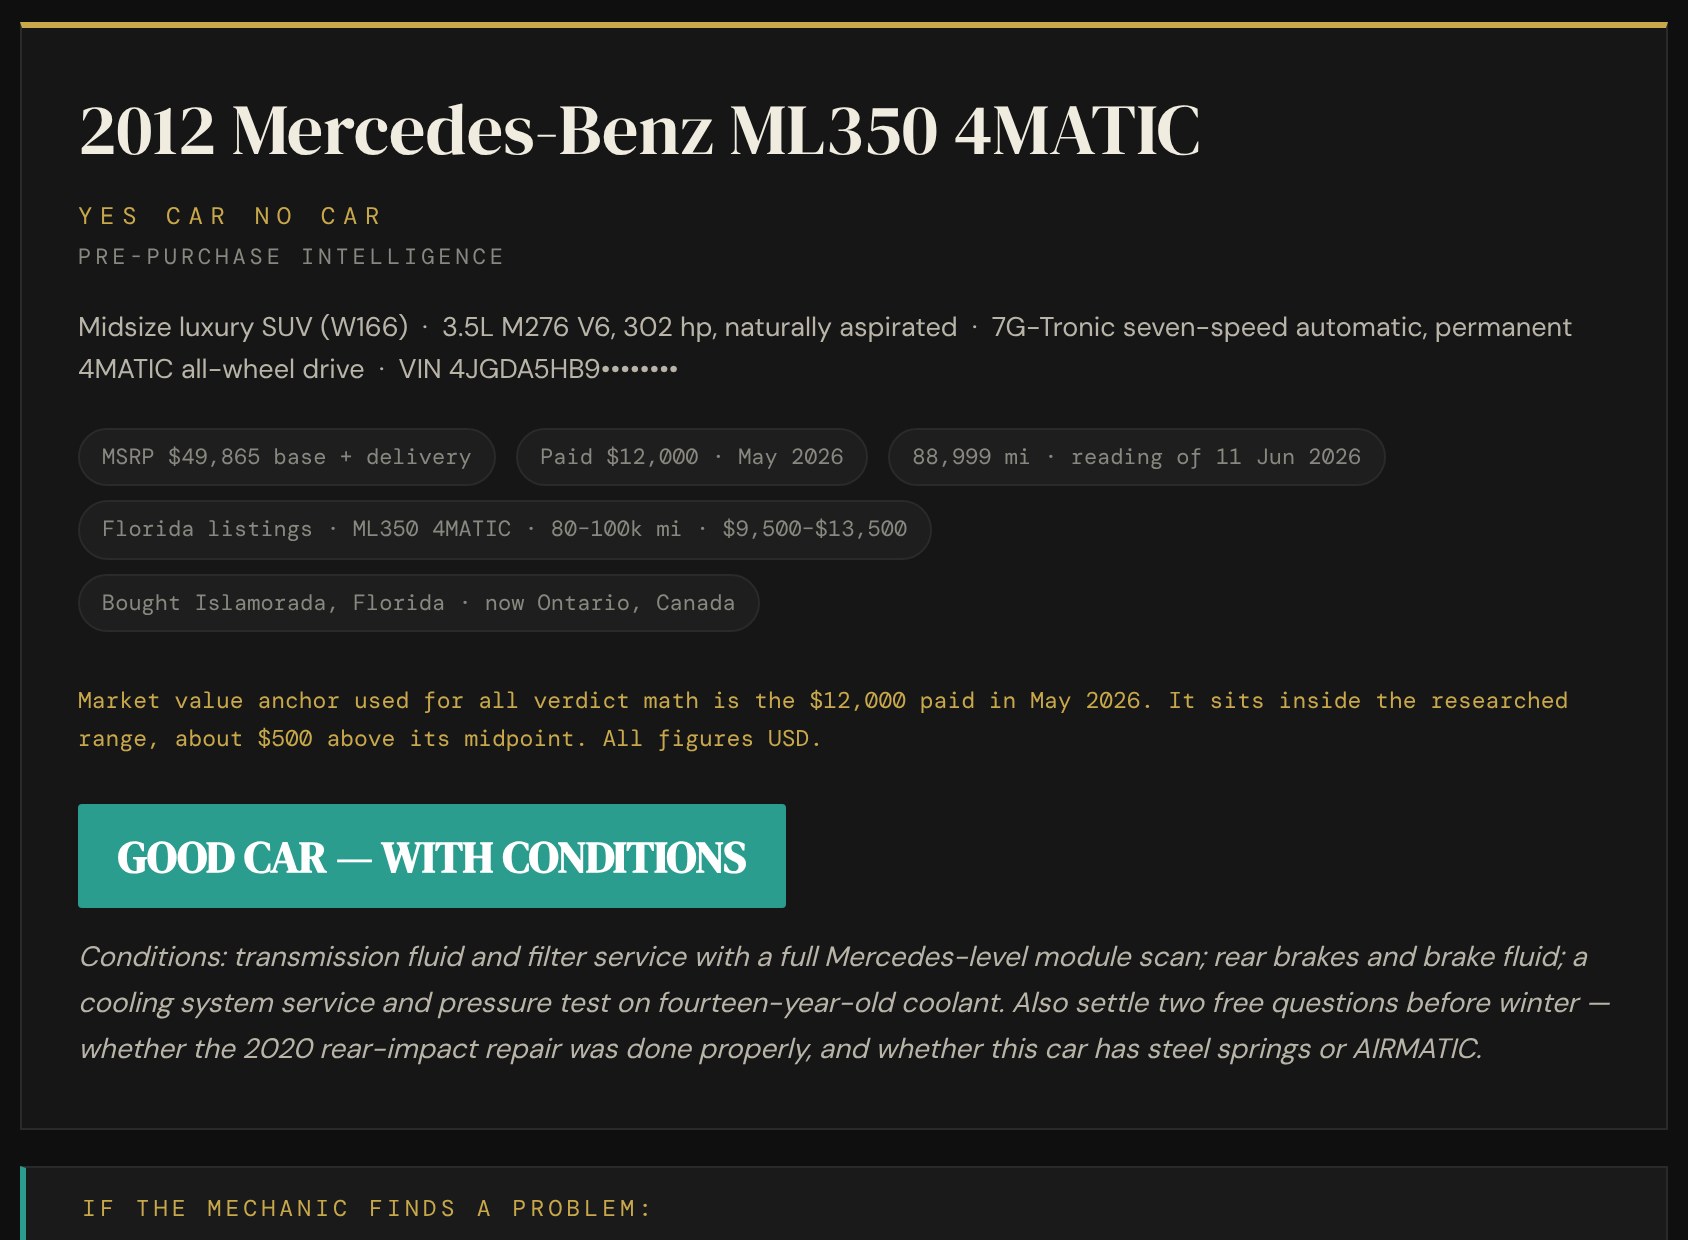 2012 Mercedes-Benz ML350 4MATIC
YES CAR NO CAR
PRE-PURCHASE INTELLIGENCE
Midsize luxury SUV (W166) · 3.5L M276 V6, 302 hp, naturally aspirated · 7G-Tronic seven-speed automatic, permanent
4MATIC all-wheel drive · VIN 4JGDA5HB9••••••••
MSRP $49,865 base + delivery
Paid $12,000 · May 2026
88,999 mi · reading of 11 Jun 2026
Florida listings · ML350 4MATIC · 80-100k mi · $9,500-$13,500
Bought Islamorada, Florida · now Ontario, Canada
Market value anchor used for all verdict math is the $12,000 paid in May 2026. It sits inside the researched
range, about $500 above its midpoint. All figures USD.
GOOD CAR — WITH CONDITIONS
Conditions: transmission fluid and filter service with a full Mercedes-level module scan; rear brakes and brake fluid; a
cooling system service and pressure test on fourteen-year-old coolant. Also settle two free questions before winter —
whether the 2020 rear-impact repair was done properly, and whether this car has steel springs or AIRMATIC.
IF THE MECHANIC FINDS A PROBLEM: